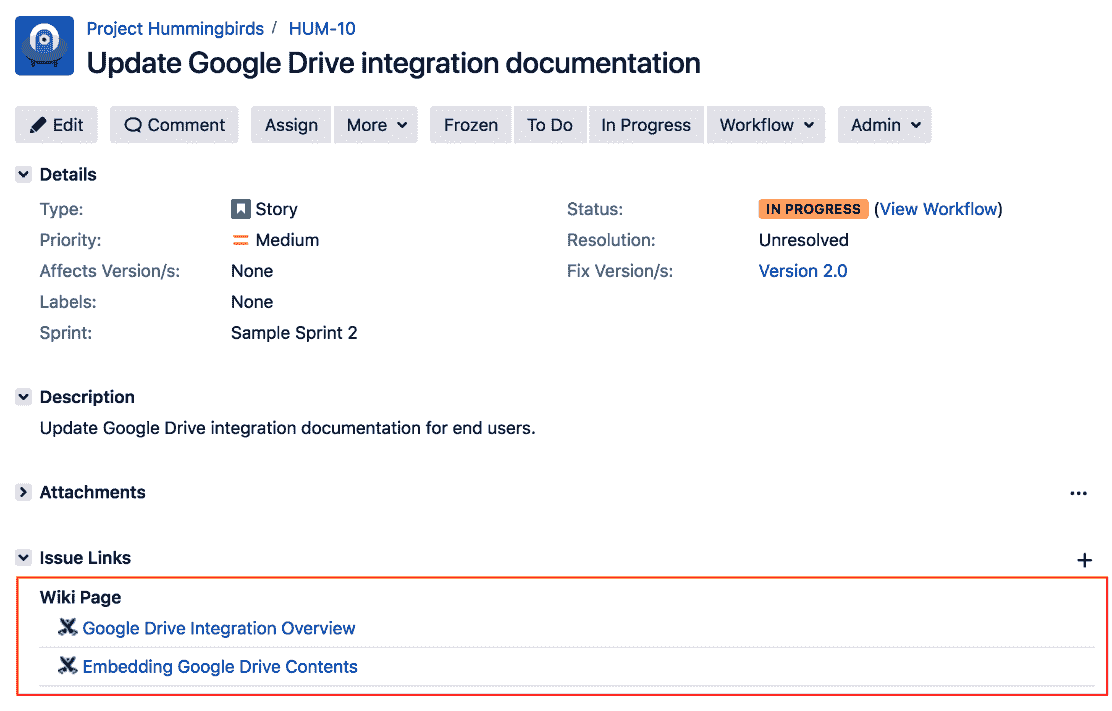 Project Hummingbirds / HUM-10
Update Google Drive integration documentation
Edit Comment Assign More Frozen To Do In Progress Workflow Admin
Details
Type: Story Status: IN PROGRESS (View Workflow)
Priority: Medium Resolution: Unresolved
Affects Version/s: None Fix Version/s: Version 2.0
Labels: None
Sprint: Sample Sprint 2
Description
Update Google Drive integration documentation for end users.
Attachments
Issue Links
Wiki Page
Google Drive Integration Overview
Embedding Google Drive Contents